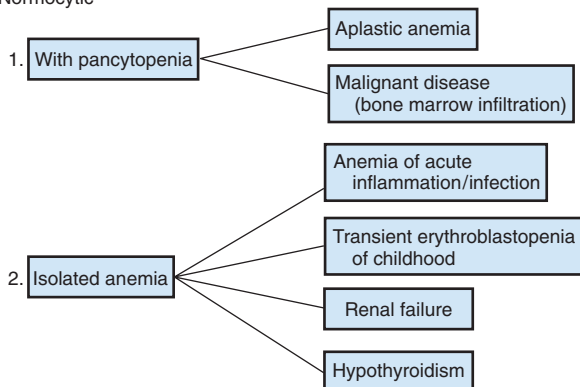 Normocytic
1. With pancytopenia
Aplastic anemia
Malignant disease
(bone marrow infiltration)
2. Isolated anemia
Anemia of acute
inflammation/infection
Transient erythroblastopenia
of childhood
Renal failure
Hypothyroidism